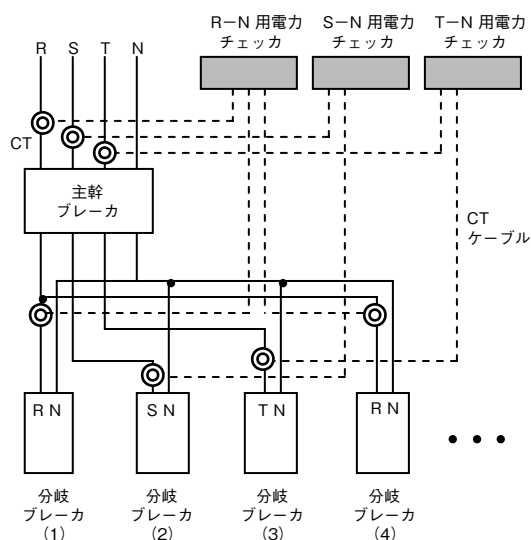 R－N 用電力
チェッカ
S－N 用電力
チェッカ
T－N 用電力
チェッカ
R S T N
CT
主幹
ブレーカ
CT
ケーブル
R N
S N
T N
R N
分岐
ブレーカ
(1)
分岐
ブレーカ
(2)
分岐
ブレーカ
(3)
分岐
ブレーカ
(4)